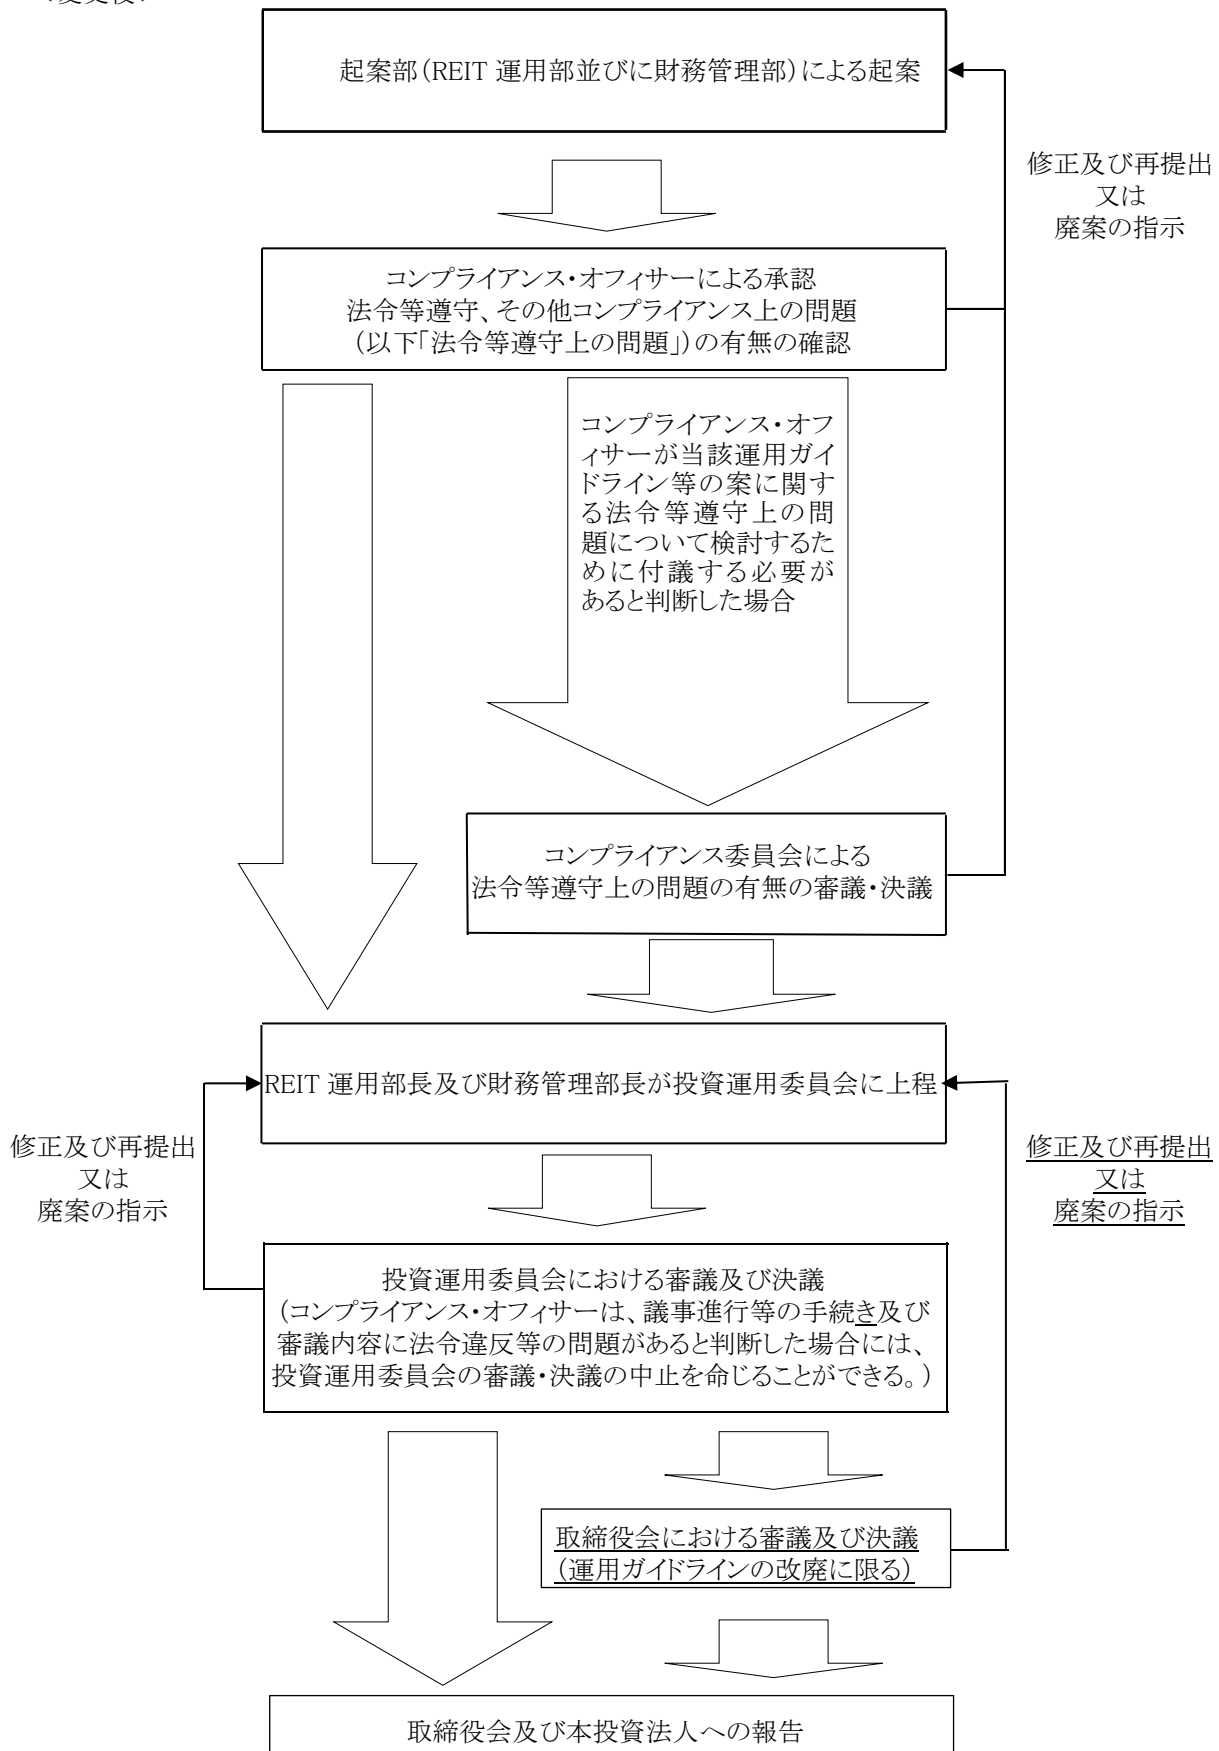 起案部（REIT 運用部並びに財務管理部）による起案
修正及び再提出
又は
廃案の指示
コンプライアンス・オフィサーによる承認
法令等遵守、その他コンプライアンス上の問題
（以下「法令等遵守上の問題」）の有無の確認
コンプライアンス・オフ
ィサーが当該運用ガイ
ドライン等の案に関す
る法令等遵守上の問
題について検討するた
めに付議する必要が
あると判断した場合
コンプライアンス委員会による
法令等遵守上の問題の有無の審議・決議
REIT 運用部長及び財務管理部長が投資運用委員会に上程
修正及び再提出
又は
廃案の指示
修正及び再提出
又は
廃案の指示
投資運用委員会における審議及び決議
（コンプライアンス・オフィサーは、議事進行等の手続き及び
審議内容に法令違反等の問題があると判断した場合には、
投資運用委員会の審議・決議の中止を命じることができる。）
取締役会における審議及び決議
（運用ガイドラインの改廃に限る）
取締役会及び本投資法人への報告